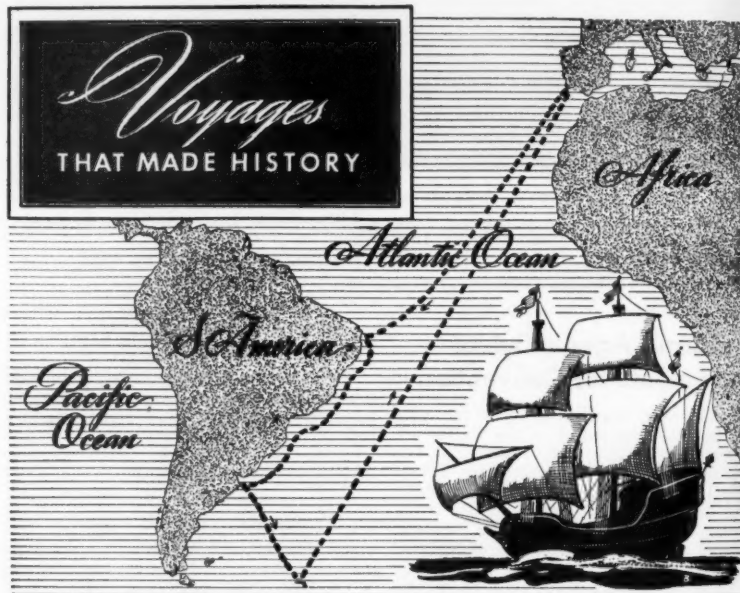 Voyages
THAT MADE HISTORY
Africa
Atlantic Ocean
S America
Pacific
Ocean